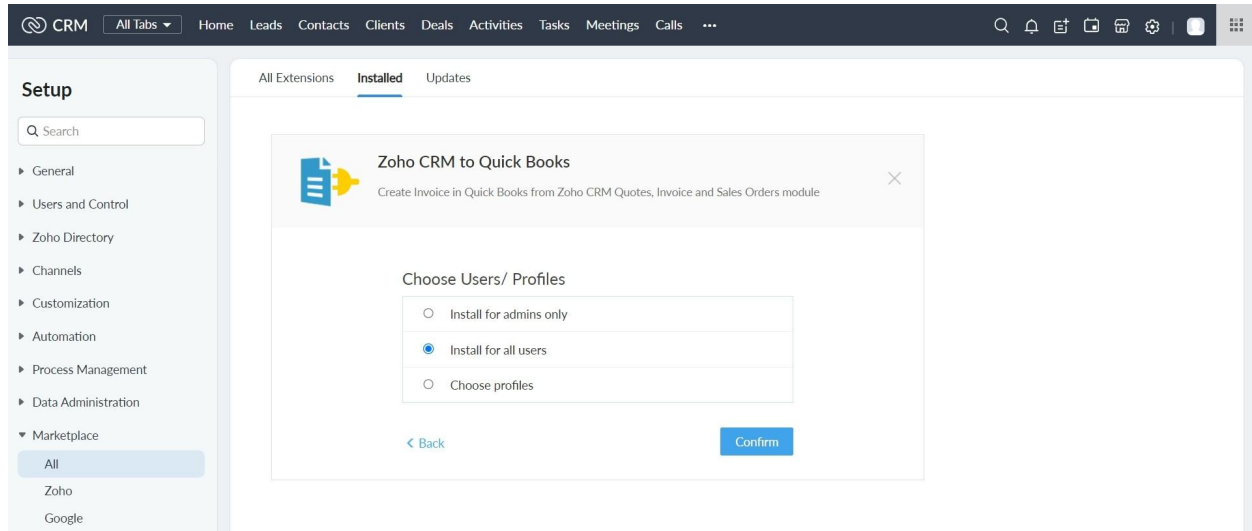 CRM All Tabs Home Leads Contacts Clients Deals Activities Tasks Meetings Calls ...
Setup
Search
General
Users and Control
Zoho Directory
Channels
Customization
Automation
Process Management
Data Administration
Marketplace
All
Zoho
Google
All Extensions Installed Updates
Zoho CRM to Quick Books
Create Invoice in Quick Books from Zoho CRM Quotes, Invoice and Sales Orders module
Choose Users/ Profiles
Install for admins only
Install for all users
Choose profiles
Back Confirm